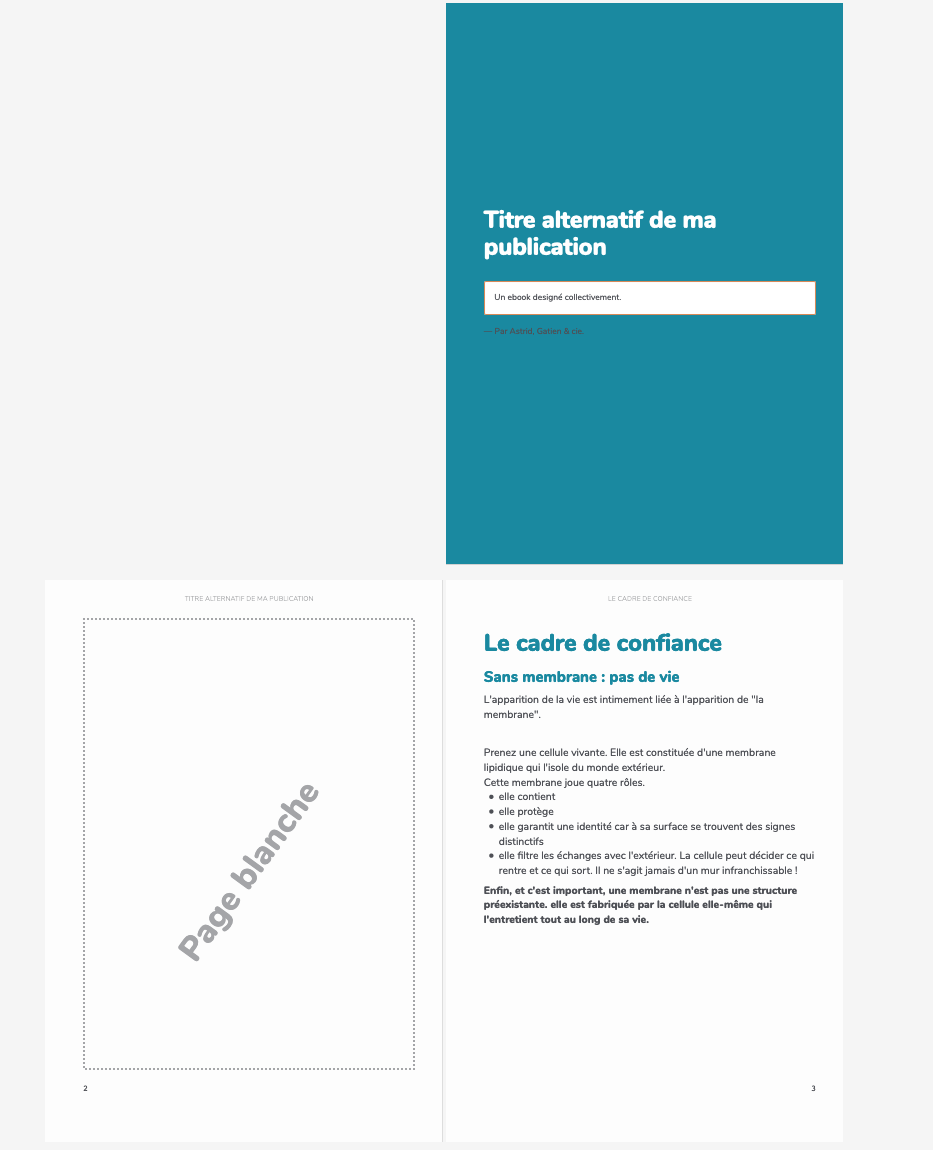 Titre alternatif de ma
publication
Un ebook designé collectivement.
— Par Astrid, Gatien & cie.
TITRE ALTERNATIF DE MA PUBLICATION
Page blanche
2
LE CADRE DE CONFIANCE
Le cadre de confiance
Sans membrane : pas de vie
L'apparition de la vie est intimement liée à l'apparition de "la
membrane".
Prenez une cellule vivante. Elle est constituée d'une membrane
lipidique qui l'isole du monde extérieur.
Cette membrane joue quatre rôles.
• elle contient
• elle protège
• elle garantit une identité car à sa surface se trouvent des signes
distinctifs
• elle filtre les échanges avec l'extérieur. La cellule peut décider ce qui
rentre et ce qui sort. Il ne s'agit jamais d'un mur infranchissable !
Enfin, et c'est important, une membrane n'est pas une structure
préexistante. elle est fabriquée par la cellule elle-même qui
l'entretient tout au long de sa vie.
3